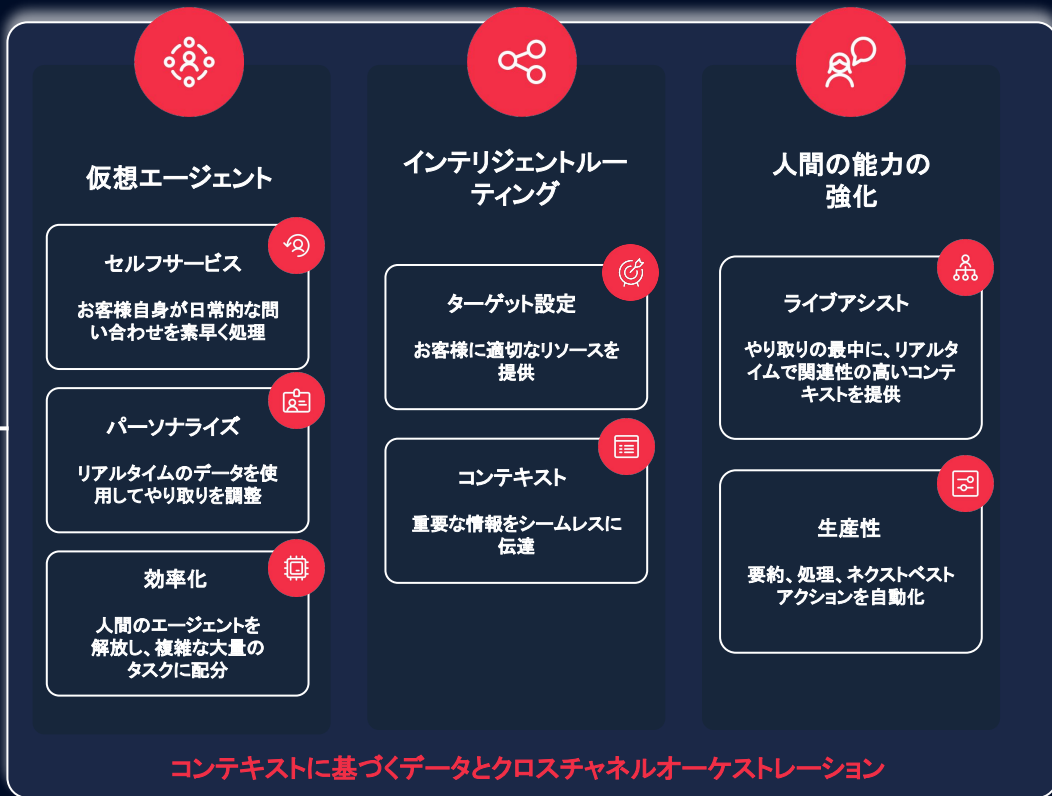 仮想エージェント
セルフサービス
お客様自身が日常的な問
い合わせを素早く処理
パーソナライズ
リアルタイムのデータを使
用してやり取りを調整
効率化
人間のエージェントを
解放し、複雑な大量の
タスクに配分
インテリジェントルー
ティング
ターゲット設定
お客様に適切なリソースを
提供
コンテキスト
重要な情報をシームレスに
伝達
人間の能力の
強化
ライブアシスト
やり取りの最中に、リアルタ
イムで関連性の高いコンテ
キストを提供
生産性
要約、処理、ネクストベスト
アクションを自動化
コンテキストに基づくデータとクロスチャネルオーケストレーション